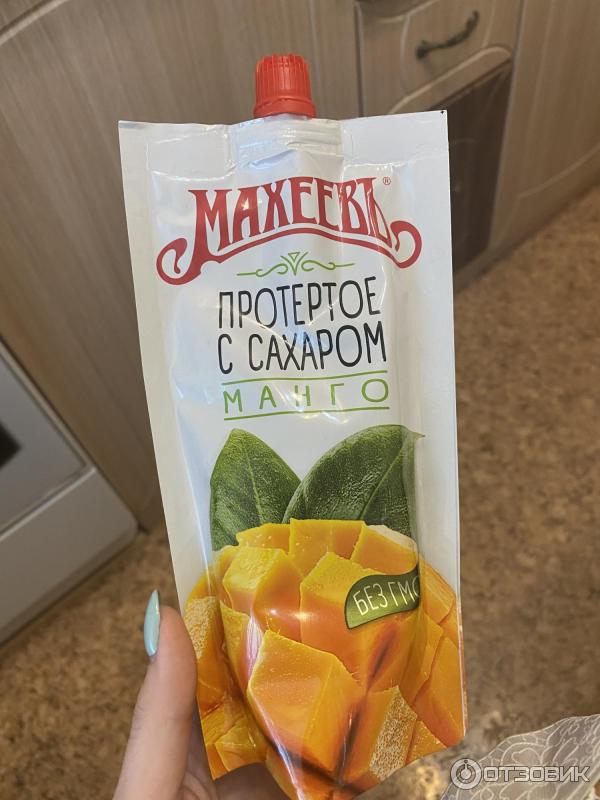 МАХЕЕВЪ®
ПРОТЕРТОЕ
С САХАРОМ
МАНГО
БЕЗ ГМО
ОТЗОВИК